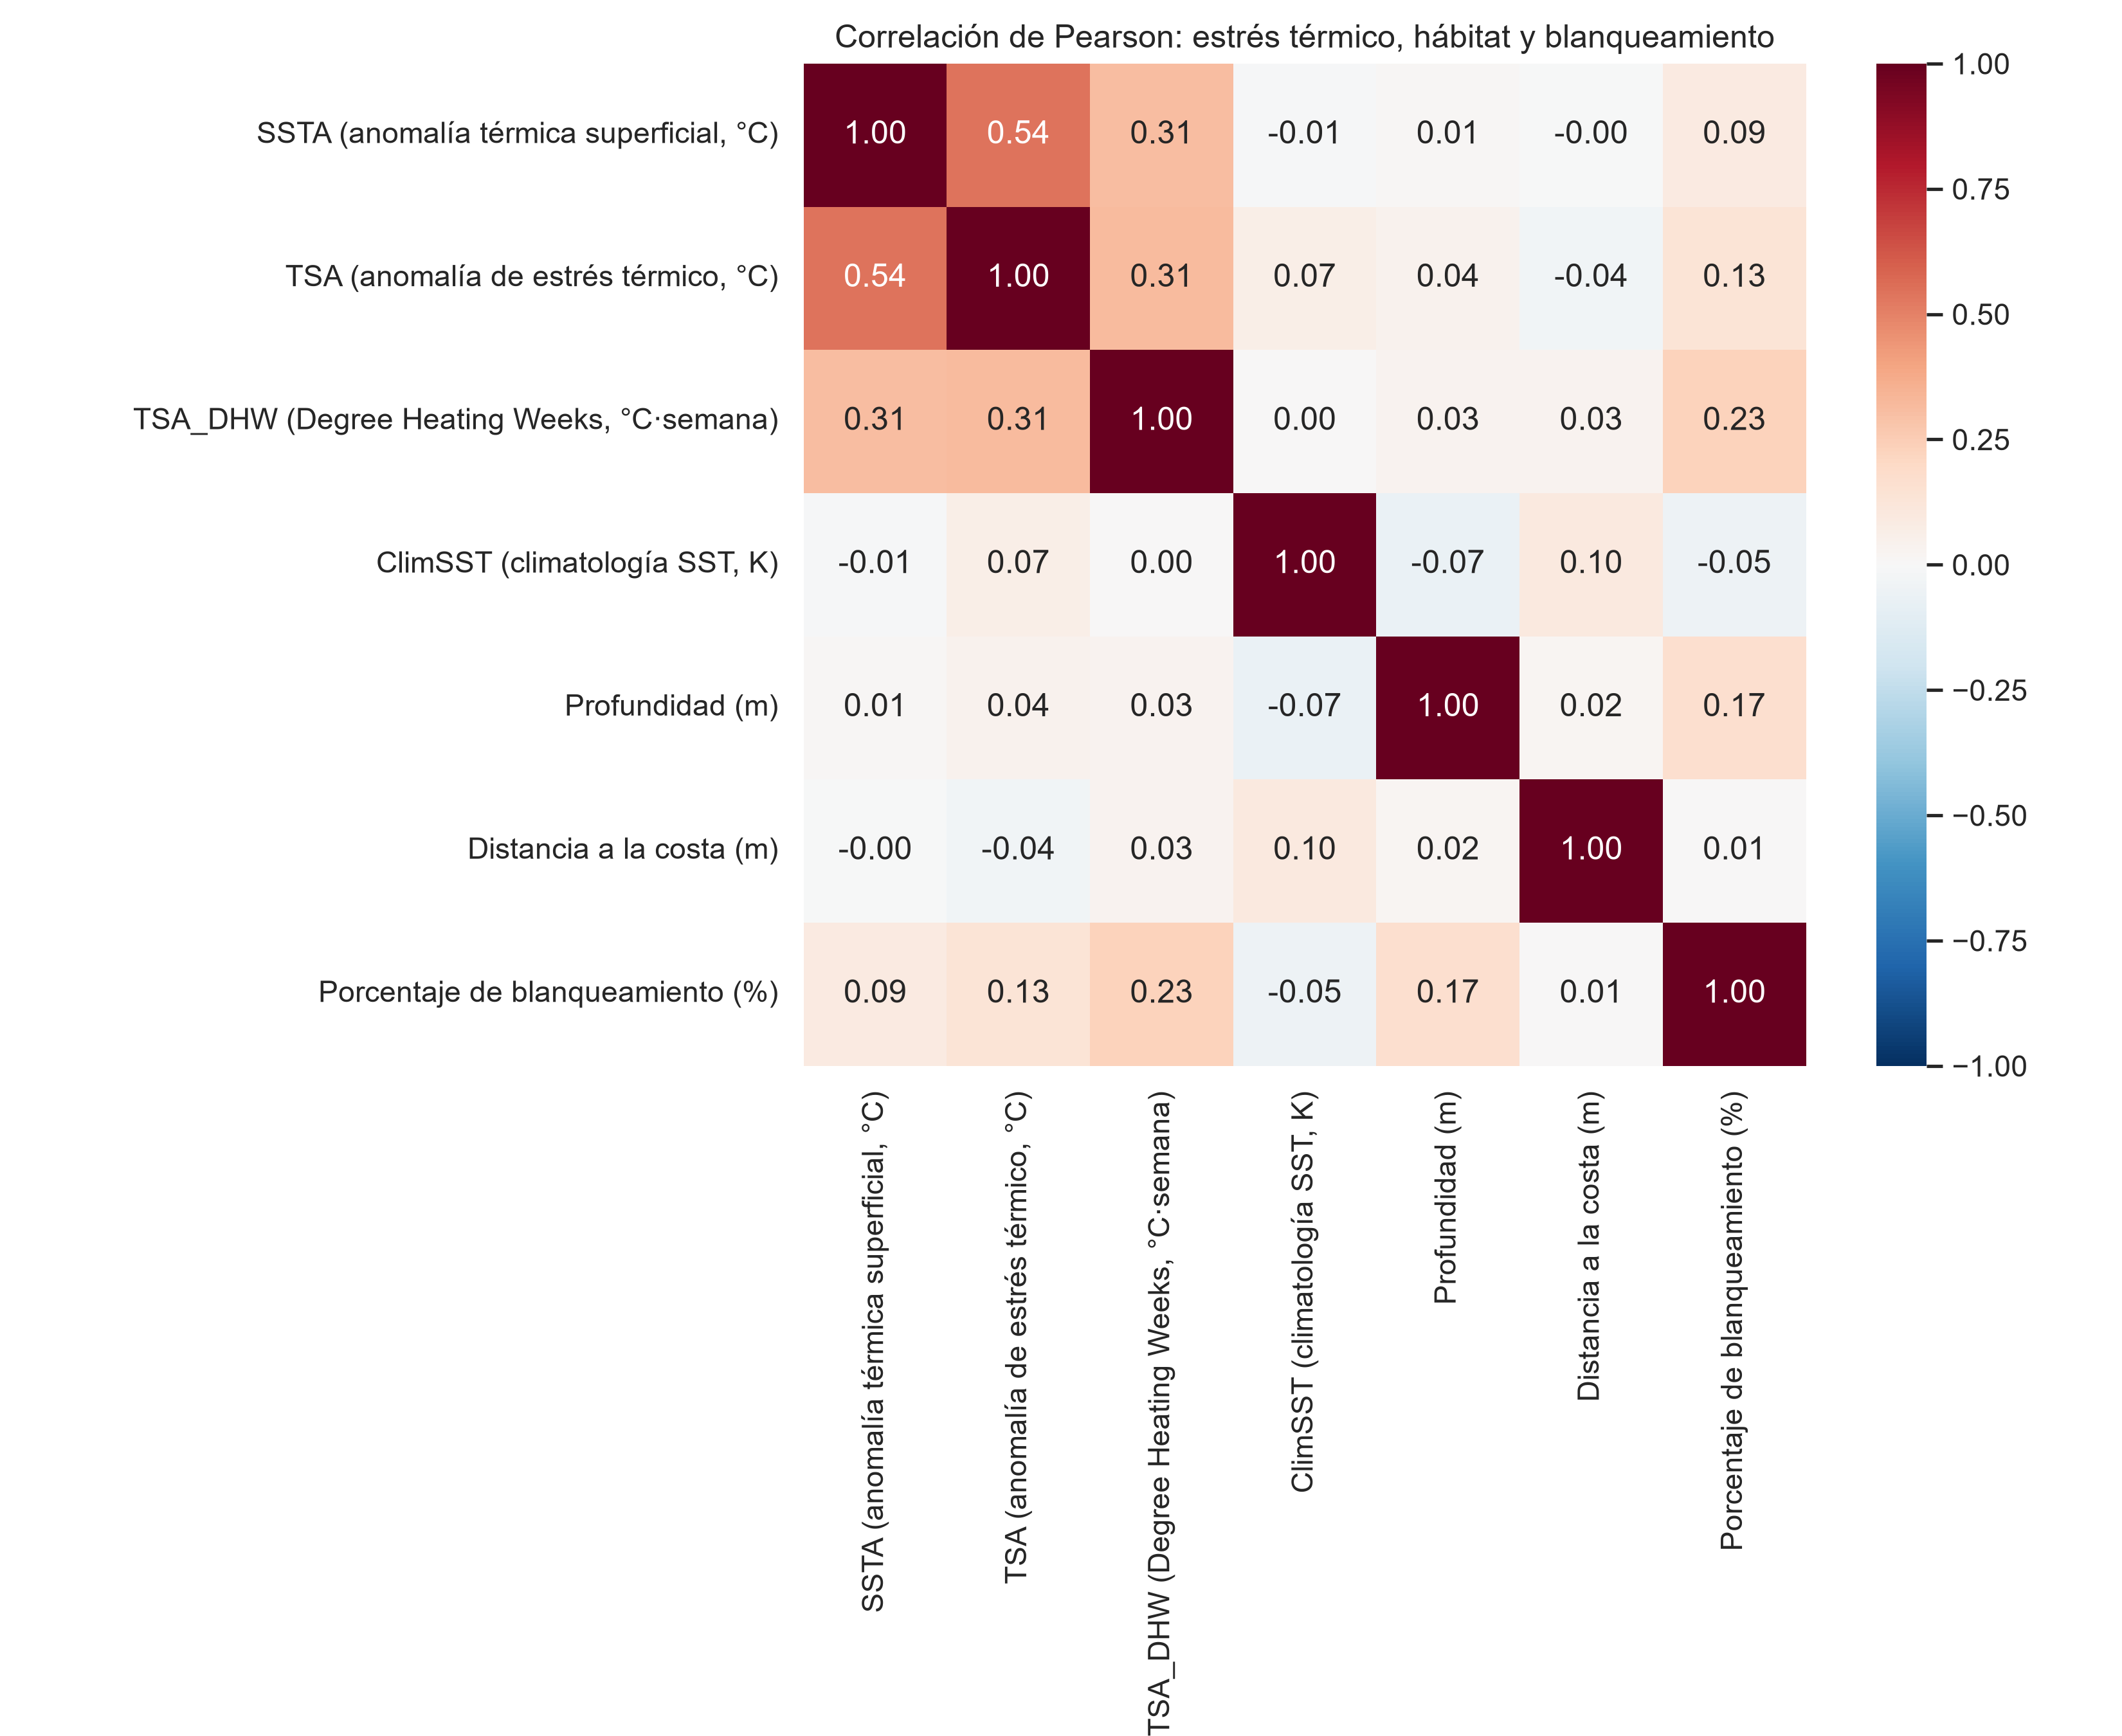 Correlación de Pearson: estrés térmico, hábitat y blanqueamiento
SSTA (anomalía térmica superficial, °C) 1.00 0.54 0.31 -0.01 0.01 -0.00 0.09
TSA (anomalía de estrés térmico, °C) 0.54 1.00 0.31 0.07 0.04 -0.04 0.13
TSA_DHW (Degree Heating Weeks, °C·semana) 0.31 0.31 1.00 0.00 0.03 0.03 0.23
ClimSST (climatología SST, K) -0.01 0.07 0.00 1.00 -0.07 0.10 -0.05
Profundidad (m) 0.01 0.04 0.03 -0.07 1.00 0.02 0.17
Distancia a la costa (m) -0.00 -0.04 0.03 0.10 0.02 1.00 0.01
Porcentaje de blanqueamiento (%) 0.09 0.13 0.23 -0.05 0.17 0.01 1.00
SSTA (anomalía térmica superficial, °C)
TSA (anomalía de estrés térmico, °C)
TSA_DHW (Degree Heating Weeks, °C·semana)
ClimSST (climatología SST, K)
Profundidad (m)
Distancia a la costa (m)
Porcentaje de blanqueamiento (%)
1.00
0.75
0.50
0.25
0.00
−0.25
−0.50
−0.75
−1.00